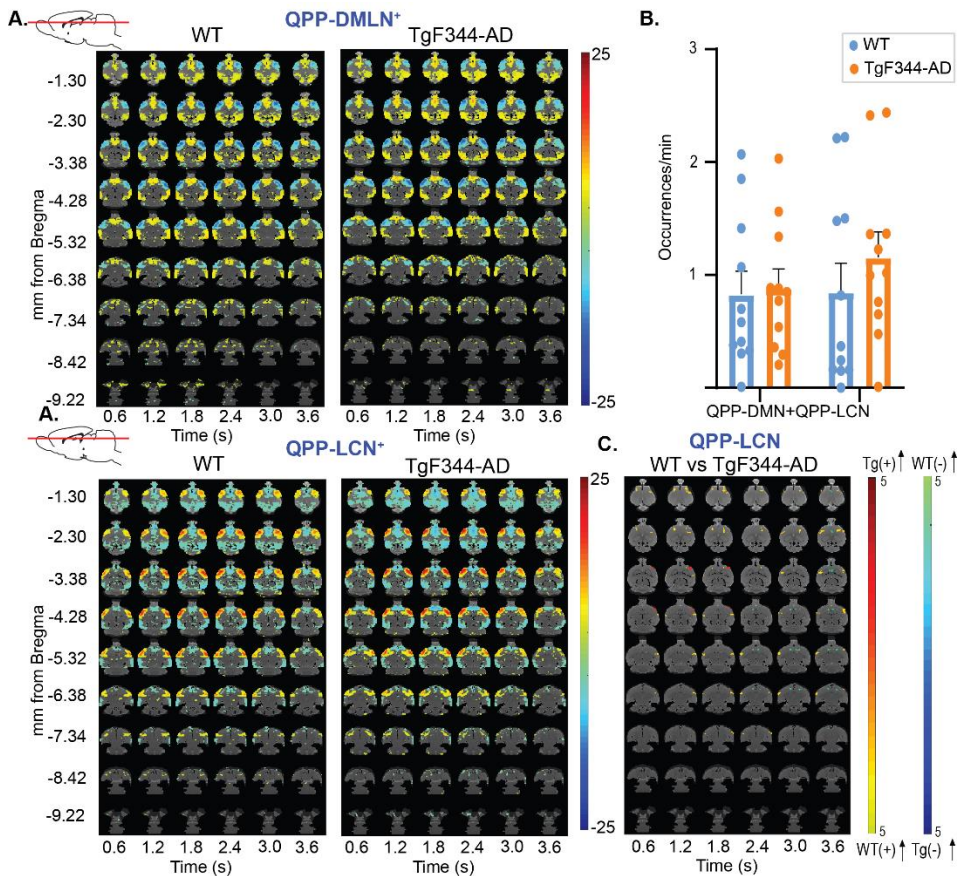 A.
QPP-DMLN+
WT
TgF344-AD
mm from Bregma
-1.30
-2.30
-3.38
-4.28
-5.32
-6.38
-7.34
-8.42
-9.22
0.6 1.2 1.8 2.4 3.0 3.6
0.6 1.2 1.8 2.4 3.0 3.6
Time (s)
Time (s)
25
-25
B.
WT
TgF344-AD
Occurrences/min
3
2
1
QPP-DMN+QPP-LCN
A.
QPP-LCN+
WT
TgF344-AD
mm from Bregma
-1.30
-2.30
-3.38
-4.28
-5.32
-6.38
-7.34
-8.42
-9.22
0.6 1.2 1.8 2.4 3.0 3.6
0.6 1.2 1.8 2.4 3.0 3.6
Time (s)
Time (s)
25
-25
C.
QPP-LCN
WT vs TgF344-AD
0.6 1.2 1.8 2.4 3.0 3.6
Time (s)
Tg(+)↑ WT(-)↑
5 5
5 5
WT(+)↑ Tg(-)↑